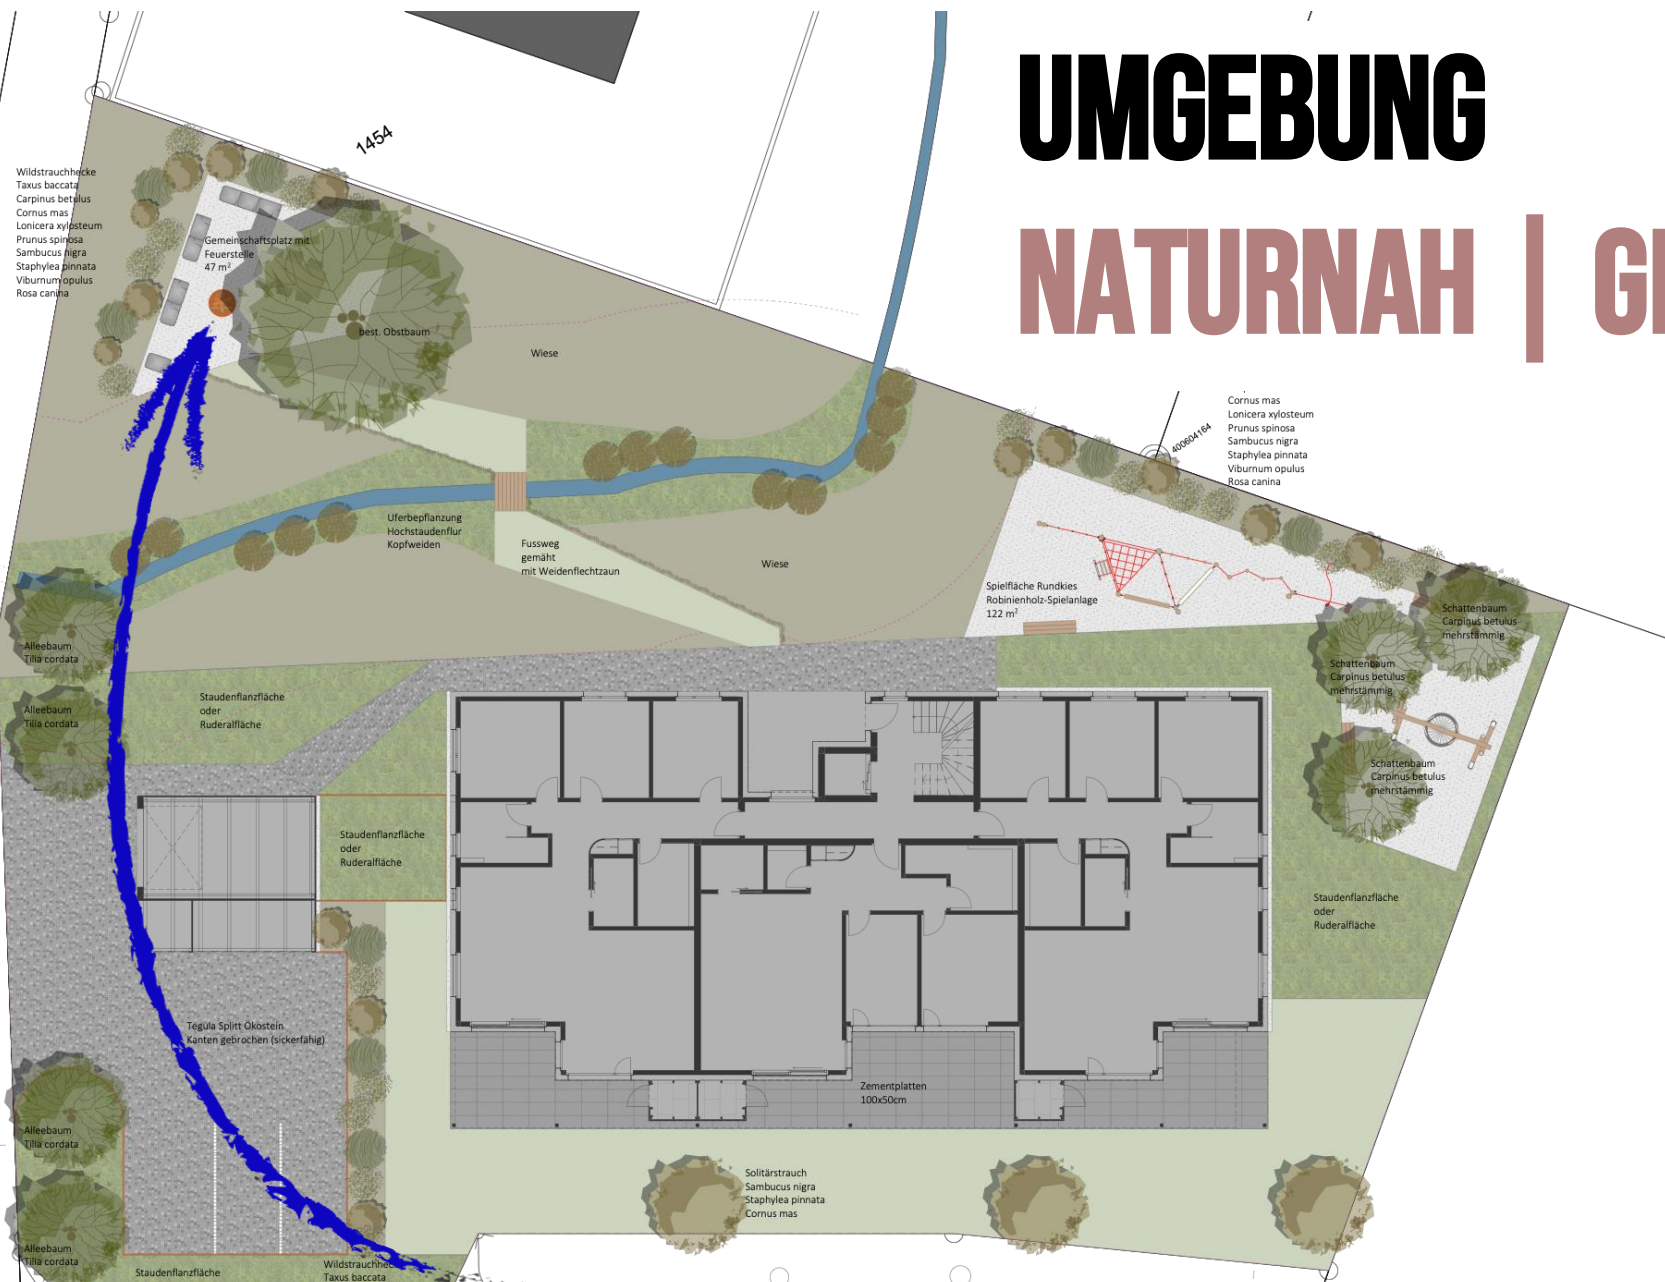 UMGEBUNG
NATURNAH |
1454
Wildstrauchhecke
Taxus baccata
Carpinus betulus
Cornus mas
Lonicera xylosteum
Prunus spinosa
Sambucus nigra
Staphylea pinnata
Viburnum opulus
Rosa canina
Gemeinschaftsplatz mit
Feuerstelle
47 m²
best. Obstbaum
Wiese
Cornus mas
Lonicera xylosteum
Prunus spinosa
Sambucus nigra
Staphylea pinnata
Viburnum opulus
Rosa canina
400604164
Uferbepflanzung
Hochstaudenflur
Kopfweiden
Fussweg
gemäht
mit Weidenflechtzaun
Wiese
Spielfläche Rundkies
Robinienholz-Spielanlage
122 m²
Schattenbaum
Carpinus betulus
mehrstämmig
Schattenbaum
Carpinus betulus
mehrstämmig
Schattenbaum
Carpinus betulus
mehrstämmig
Alleebaum
Tilia cordata
Alleebaum
Tilia cordata
Staudenflanzfläche
oder
Ruderalfläche
Staudenflanzfläche
oder
Ruderalfläche
Staudenflanzfläche
oder
Ruderalfläche
Tegula Splitt Ökostein
Kanten gebrochen (sickerfähig)
Zementplatten
100x50cm
Alleebaum
Tilia cordata
Solitärstrauch
Sambucus nigra
Staphylea pinnata
Cornus mas
Alleebaum
Tilia cordata
Staudenflanzfläche
Wildstrauchhec
Taxus baccata